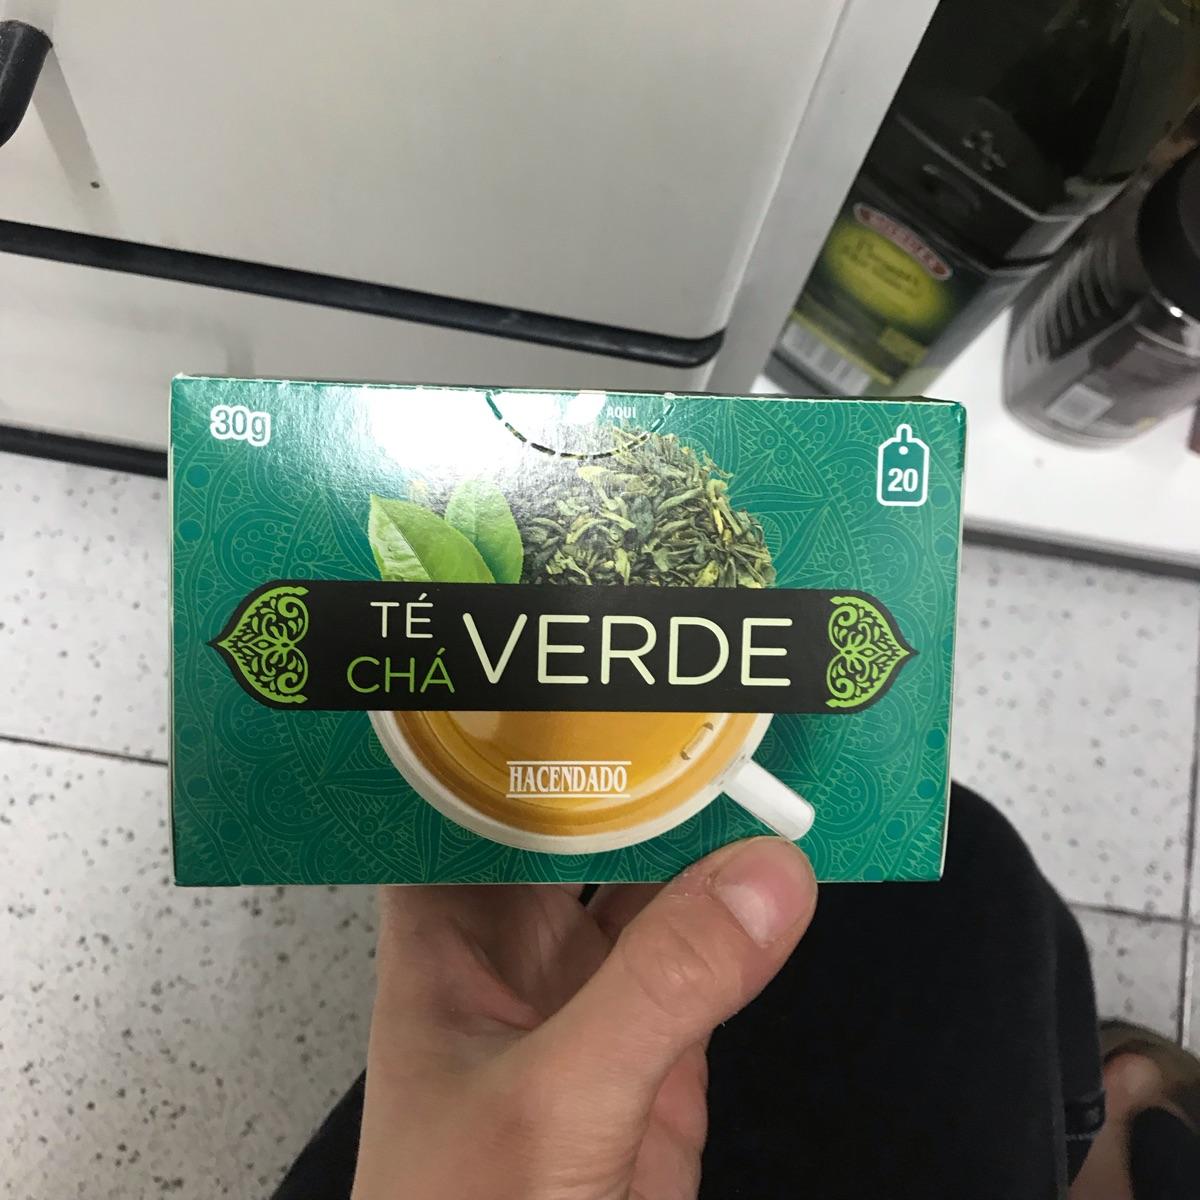 AQUI
30g
20
TÉ
CHÁ VERDE
HACENDADO